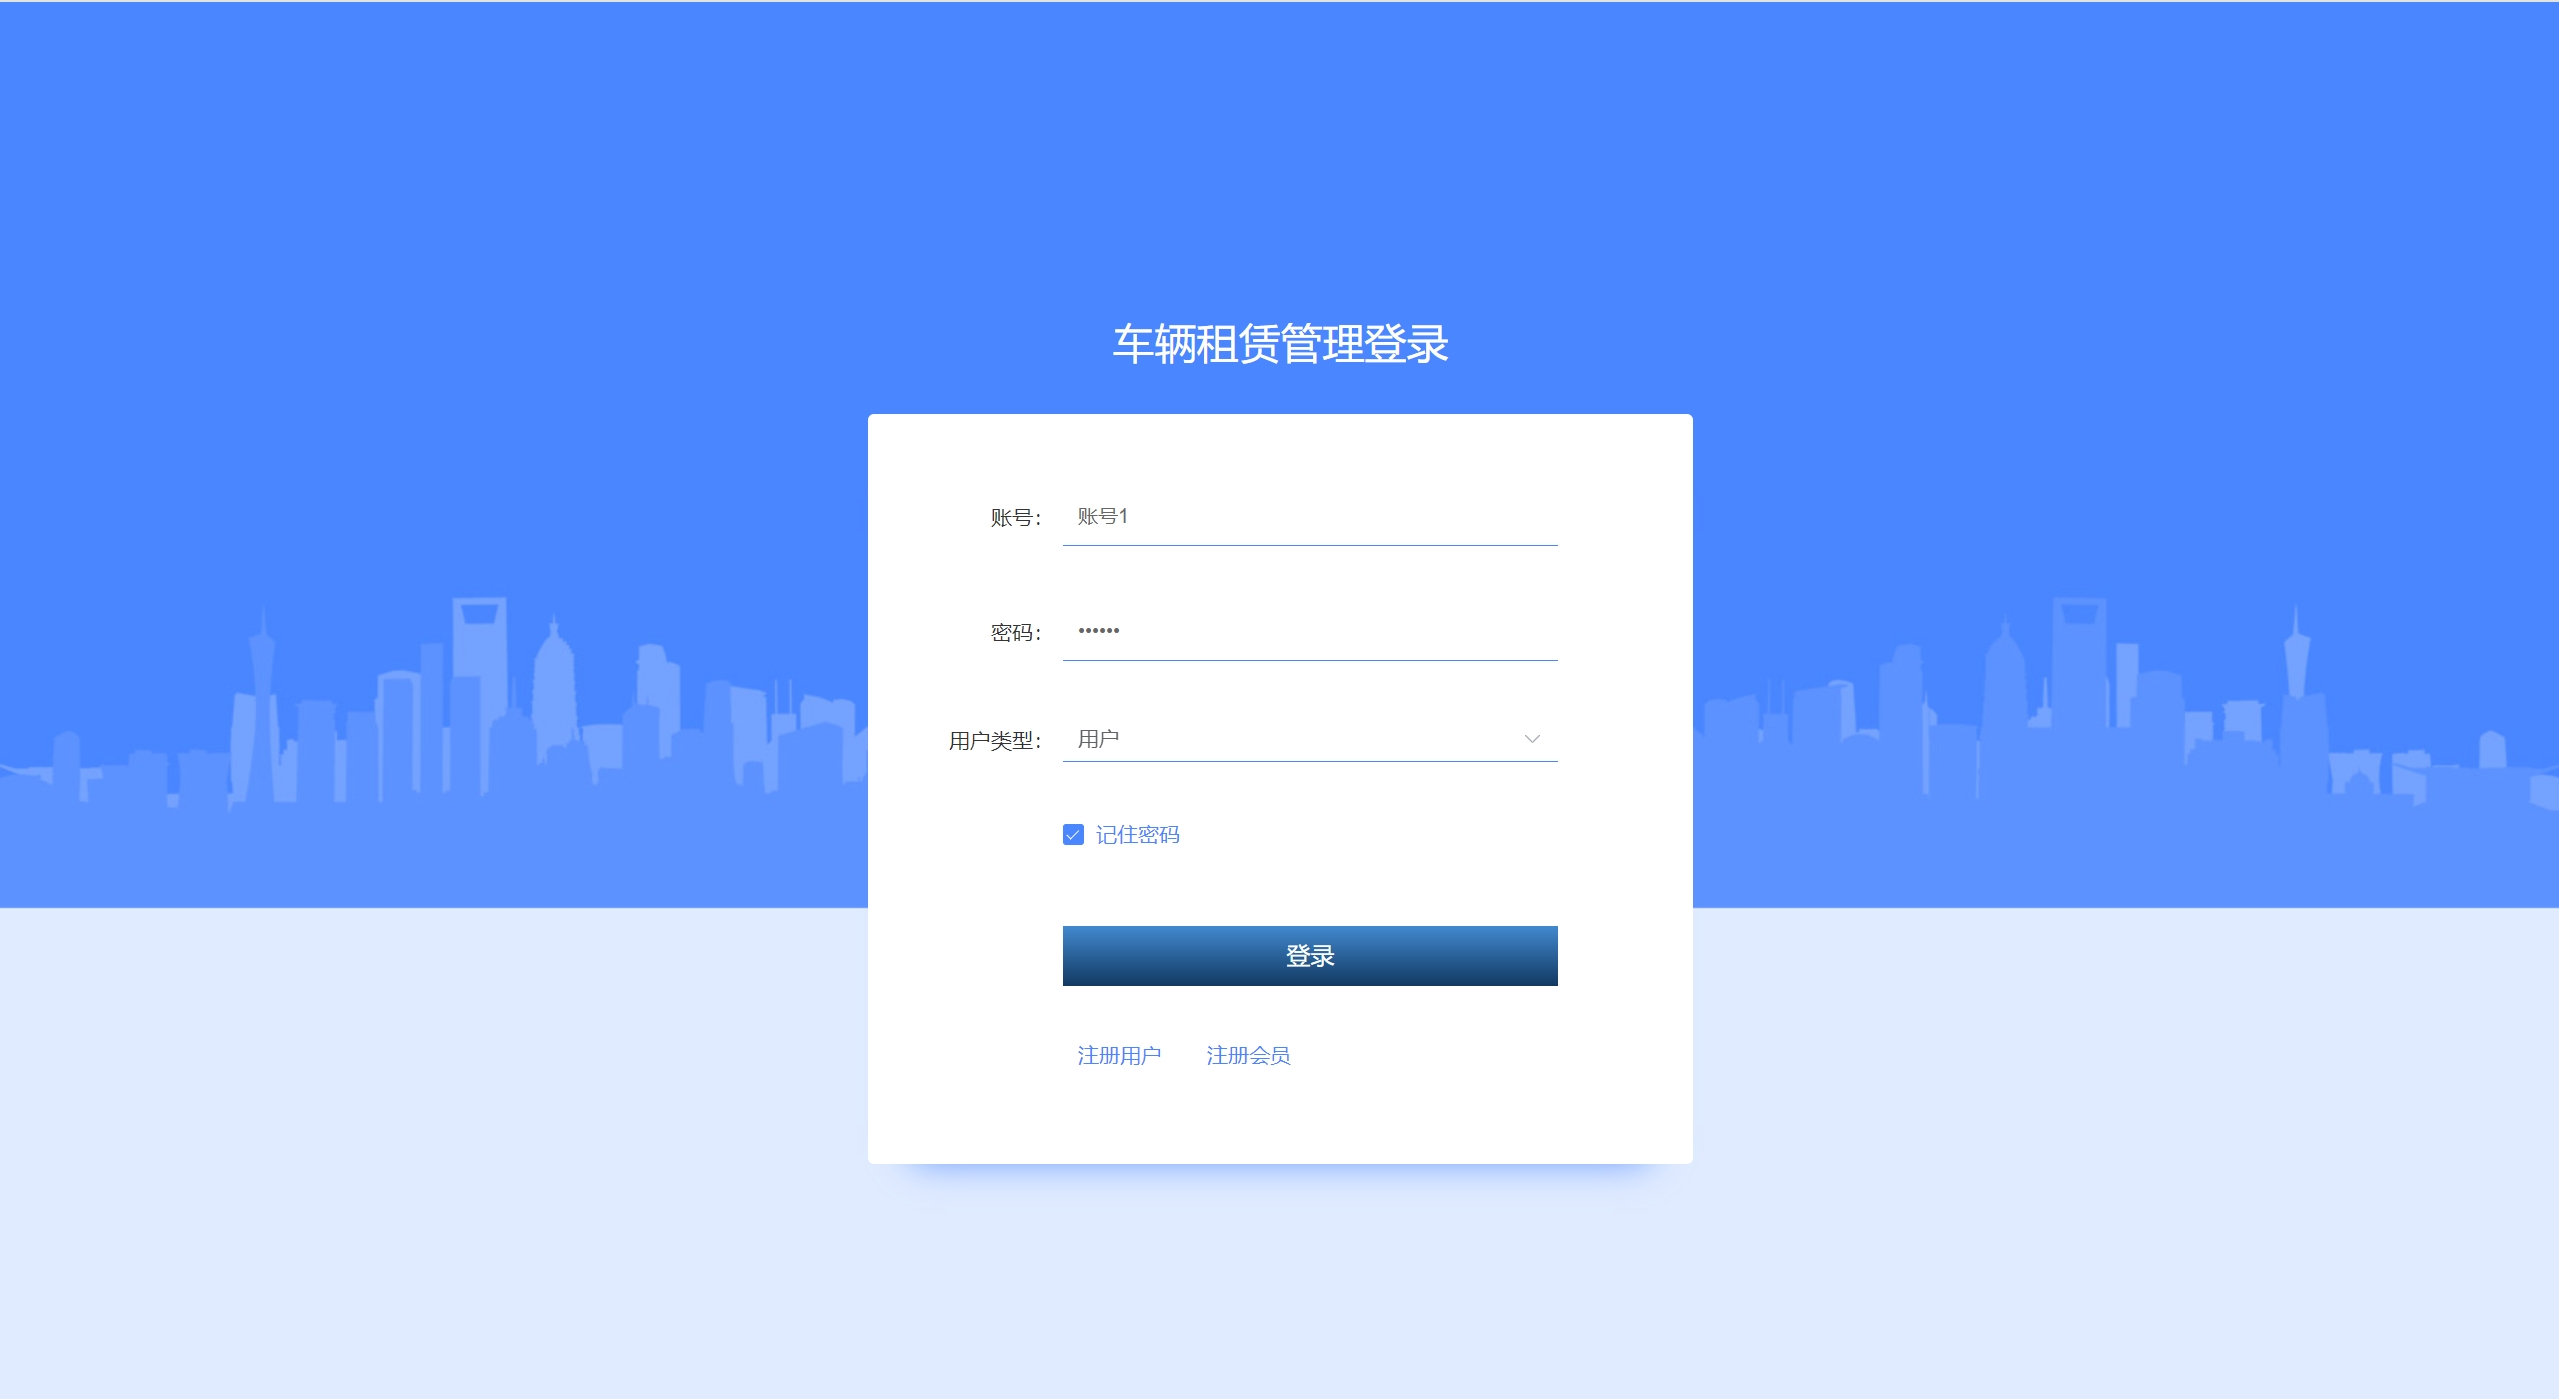 车辆租赁管理登录
账号： 账号1
密码： ••••••
用户类型： 用户
记住密码
登录
注册用户 注册会员